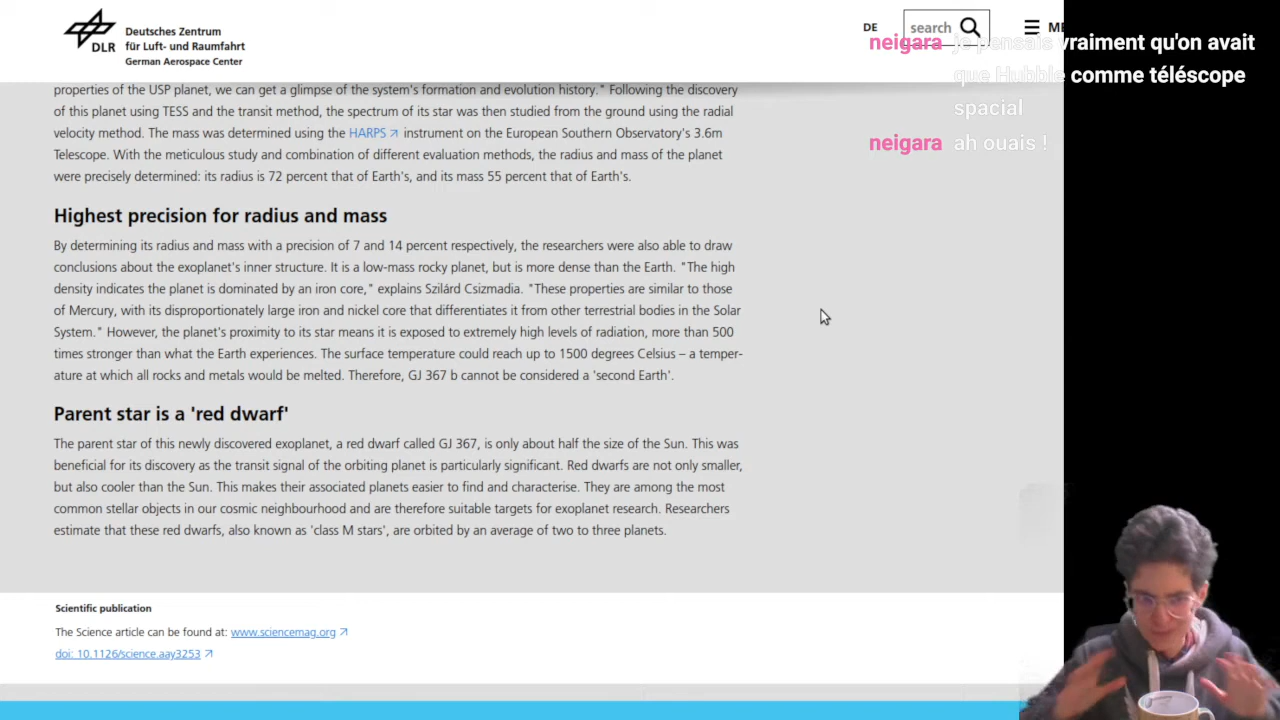 Deutsches Zentrum
für Luft- und Raumfahrt
German Aerospace Center
DLR
DE
search
ME
neigara je pensais vraiment qu'on avait
que Hubble comme téléscope
spacial
neigara ah ouais !
properties of the USP planet, we can get a glimpse of the system's formation and evolution history." Following the discovery
of this planet using TESS and the transit method, the spectrum of its star was then studied from the ground using the radial
velocity method. The mass was determined using the HARPS instrument on the European Southern Observatory's 3.6m
Telescope. With the meticulous study and combination of different evaluation methods, the radius and mass of the planet
were precisely determined: its radius is 72 percent that of Earth's, and its mass 55 percent that of Earth's.
Highest precision for radius and mass
By determining its radius and mass with a precision of 7 and 14 percent respectively, the researchers were also able to draw
conclusions about the exoplanet's inner structure. It is a low-mass rocky planet, but is more dense than the Earth. "The high
density indicates the planet is dominated by an iron core," explains Szilárd Csizmadia. "These properties are similar to those
of Mercury, with its disproportionately large iron and nickel core that differentiates it from other terrestrial bodies in the Solar
System." However, the planet's proximity to its star means it is exposed to extremely high levels of radiation, more than 500
times stronger than what the Earth experiences. The surface temperature could reach up to 1500 degrees Celsius – a temper-
ature at which all rocks and metals would be melted. Therefore, GJ 367 b cannot be considered a 'second Earth'.
Parent star is a 'red dwarf'
The parent star of this newly discovered exoplanet, a red dwarf called GJ 367, is only about half the size of the Sun. This was
beneficial for its discovery as the transit signal of the orbiting planet is particularly significant. Red dwarfs are not only smaller,
but also cooler than the Sun. This makes their associated planets easier to find and characterise. They are among the most
common stellar objects in our cosmic neighbourhood and are therefore suitable targets for exoplanet research. Researchers
estimate that these red dwarfs, also known as 'class M stars', are orbited by an average of two to three planets.
Scientific publication
The Science article can be found at: www.sciencemag.org
doi: 10.1126/science.aay3253